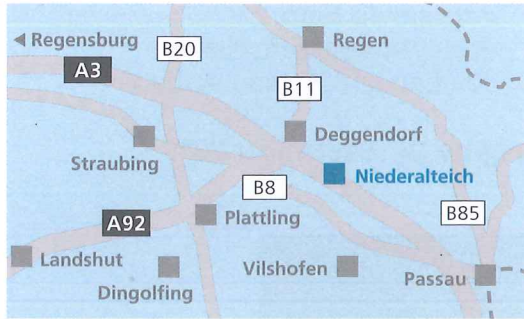 Regensburg
B20
Regen
A3
B11
Deggendorf
Straubing
Niederalteich
B8
A92
Plattling
B85
Landshut
Vilshofen
Passau
Dingolfing